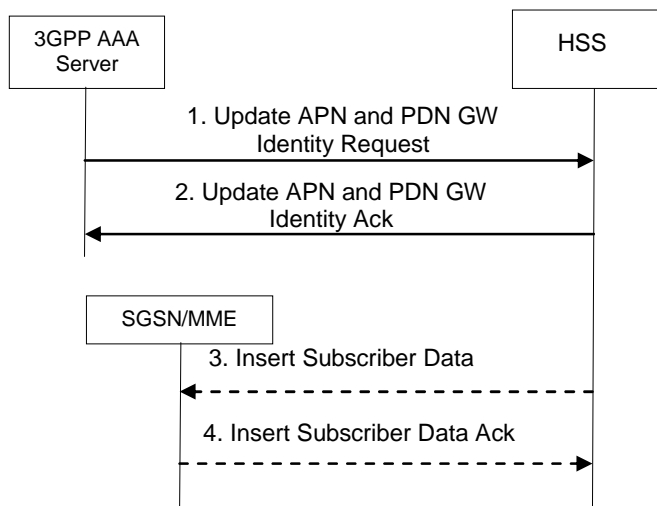 3GPP AAA
Server
HSS
1. Update APN and PDN GW
Identity Request
2. Update APN and PDN GW
Identity Ack
SGSN/MME
3. Insert Subscriber Data
4. Insert Subscriber Data Ack